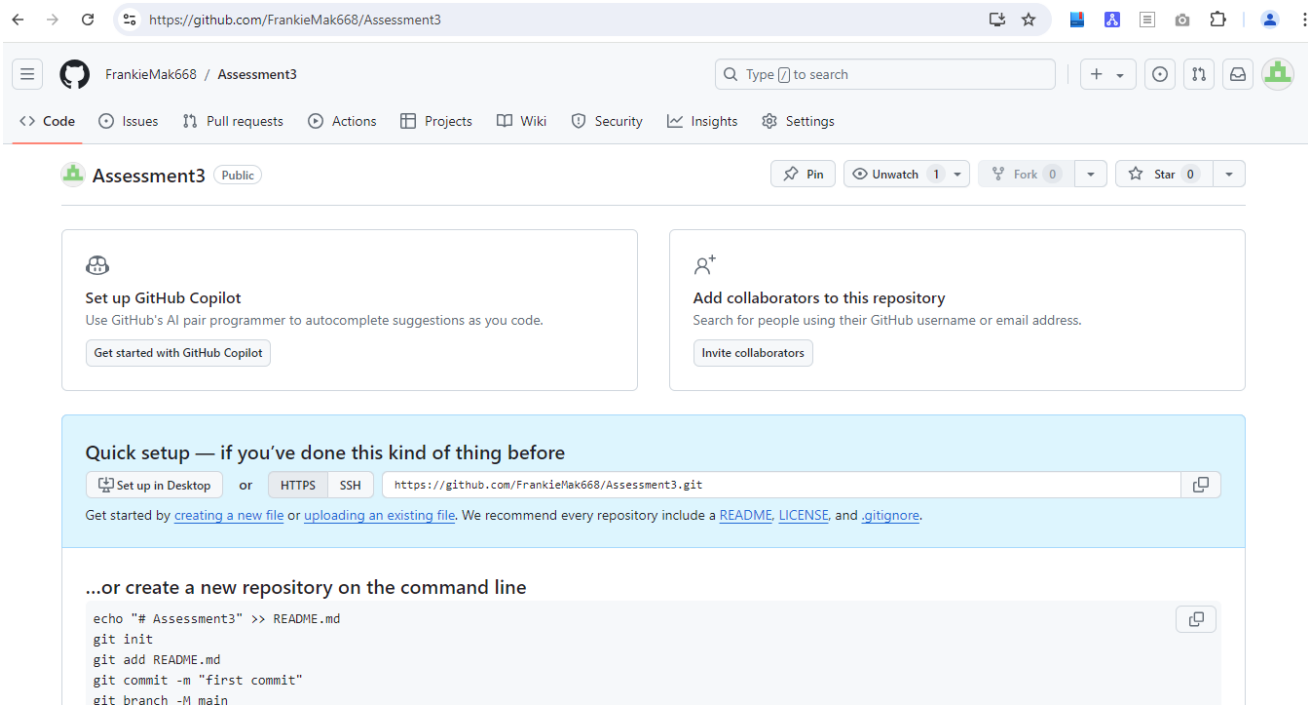 https://github.com/FrankieMak668/Assessment3
FrankieMak668 / Assessment3
Type / to search
Code Issues Pull requests Actions Projects Wiki Security Insights Settings
Assessment3 Public
Pin Unwatch 1 Fork 0 Star 0
Set up GitHub Copilot
Use GitHub's AI pair programmer to autocomplete suggestions as you code.
Get started with GitHub Copilot
Add collaborators to this repository
Search for people using their GitHub username or email address.
Invite collaborators
Quick setup — if you’ve done this kind of thing before
Set up in Desktop or HTTPS SSH https://github.com/FrankieMak668/Assessment3.git
Get started by creating a new file or uploading an existing file. We recommend every repository include a README, LICENSE, and .gitignore.
…or create a new repository on the command line
echo "# Assessment3" >> README.md
git init
git add README.md
git commit -m "first commit"
git branch -M main